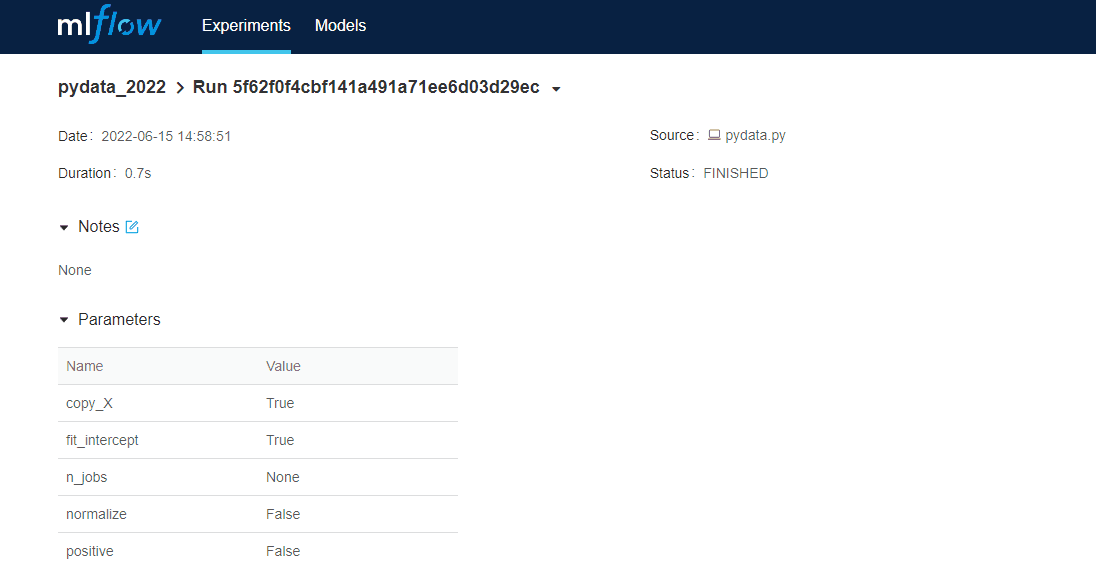 mlflow Experiments Models
pydata_2022 > Run 5f62f0f4cbf141a491a71ee6d03d29ec
Date: 2022-06-15 14:58:51 Source: pydata.py
Duration: 0.7s Status: FINISHED
Notes
None
Parameters
Name Value
copy_X True
fit_intercept True
n_jobs None
normalize False
positive False